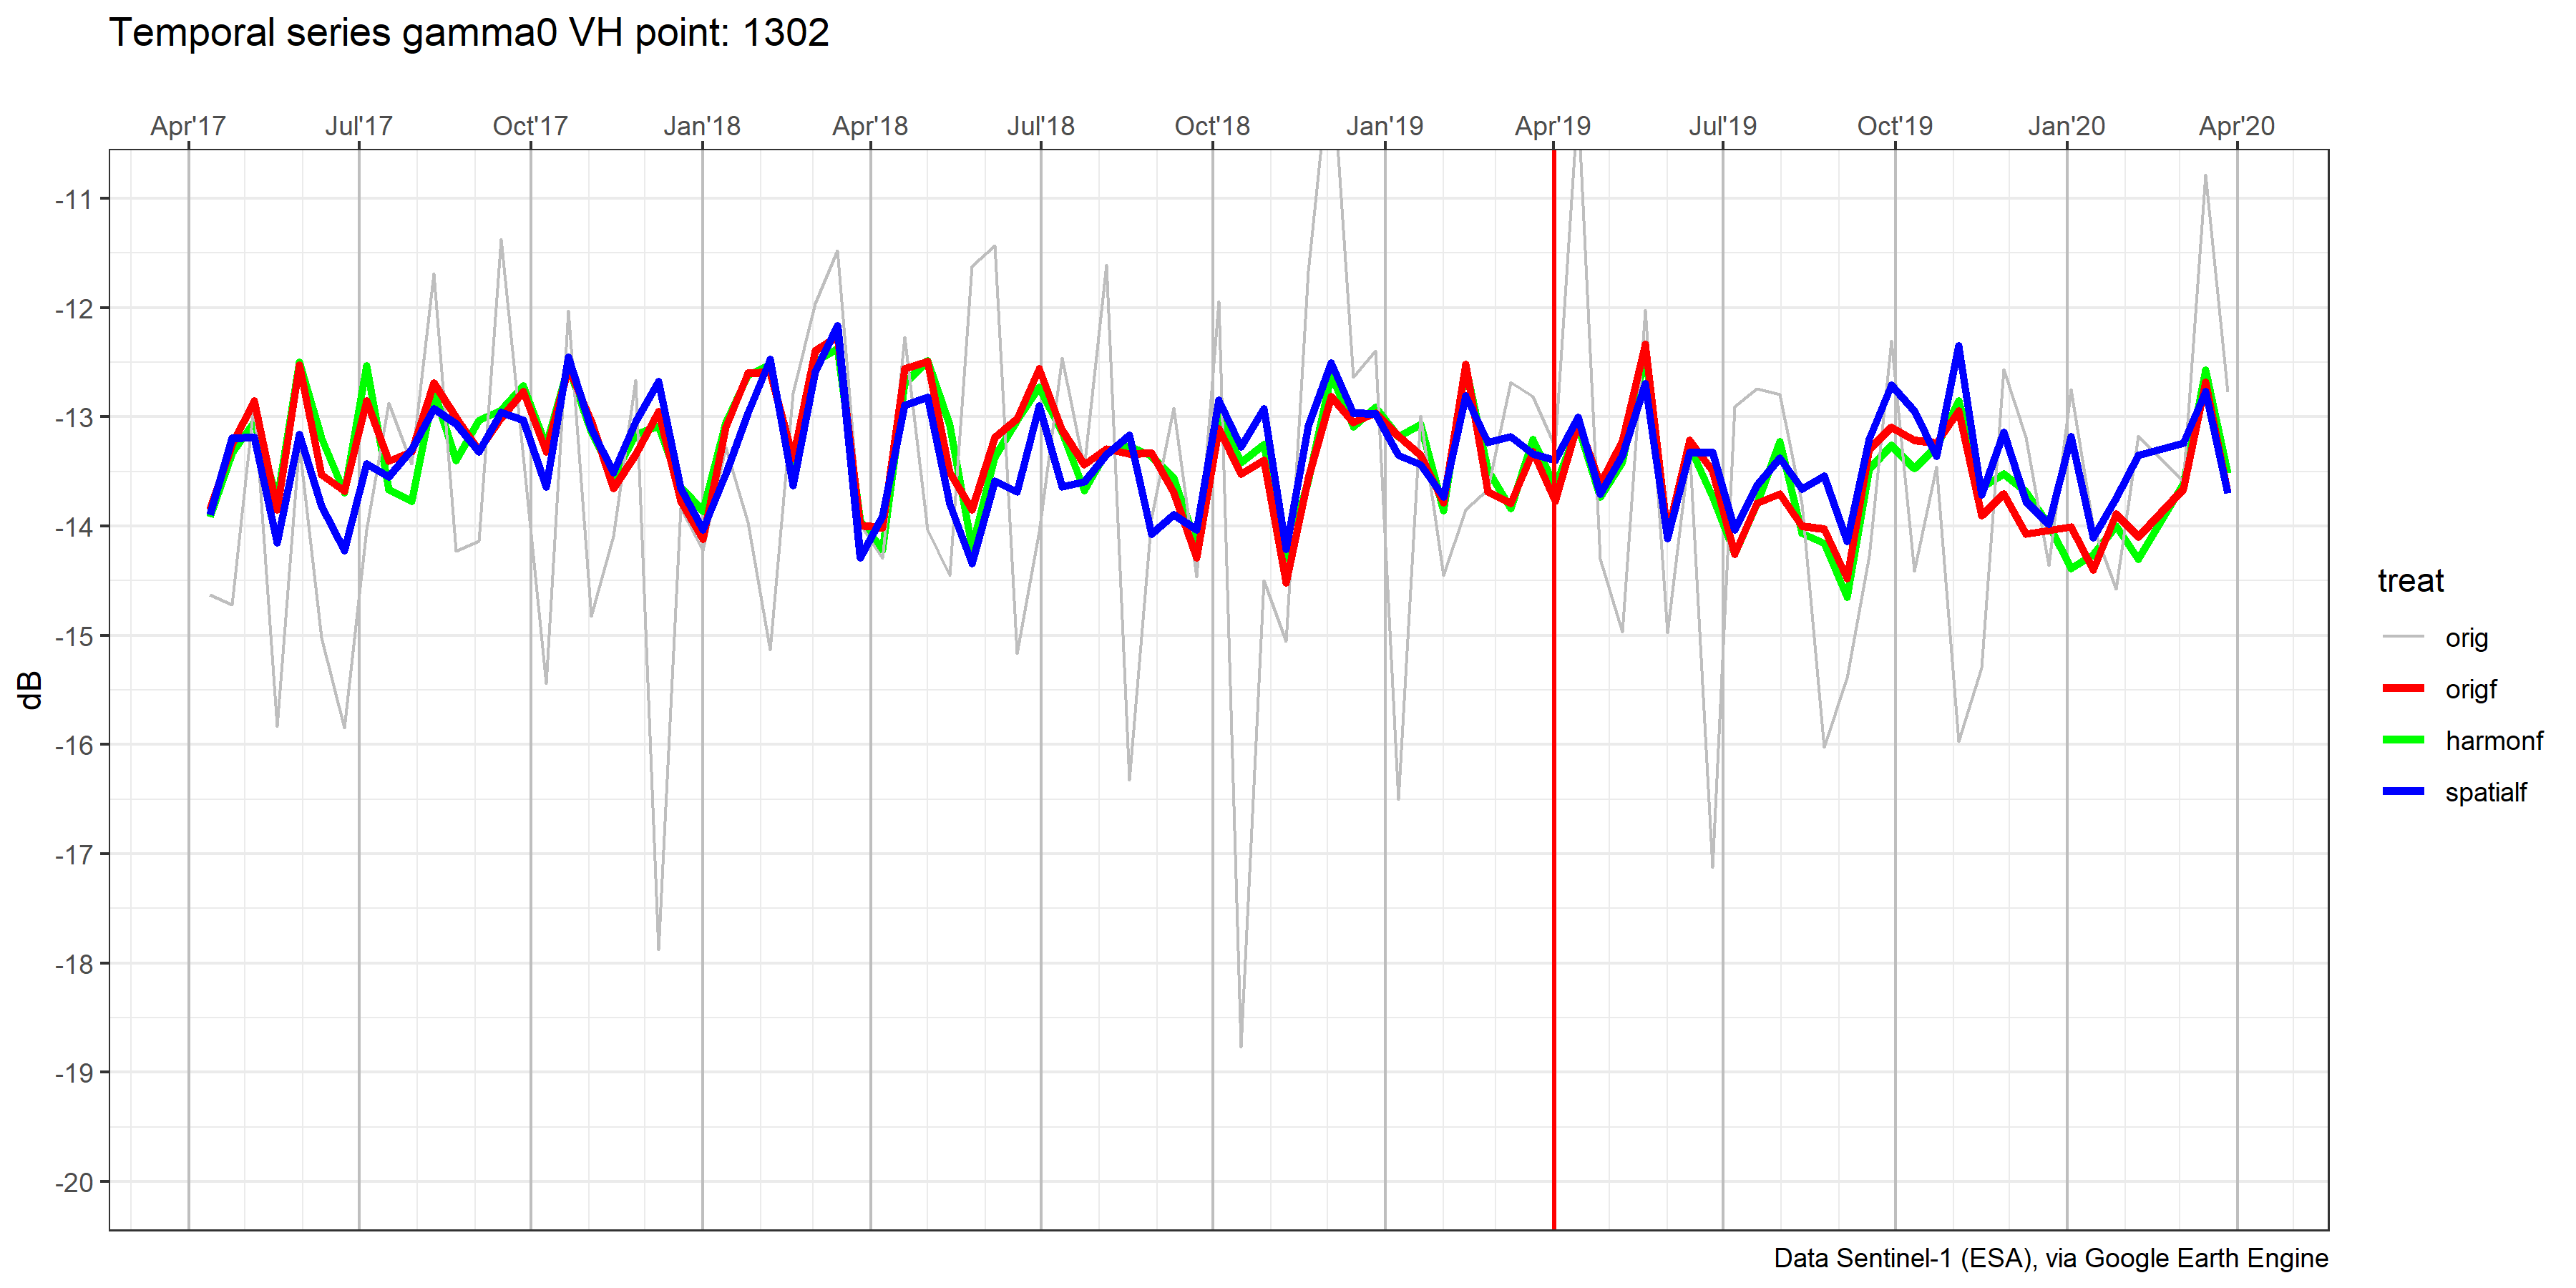 Temporal series gamma0 VH point: 1302
Apr'17 Jul'17 Oct'17 Jan'18 Apr'18 Jul'18 Oct'18 Jan'19 Apr'19 Jul'19 Oct'19 Jan'20 Apr'20
-11
-12
-13
-14
-15
-16
-17
-18
-19
-20
dB
treat
orig
origf
harmonf
spatialf
Data Sentinel-1 (ESA), via Google Earth Engine